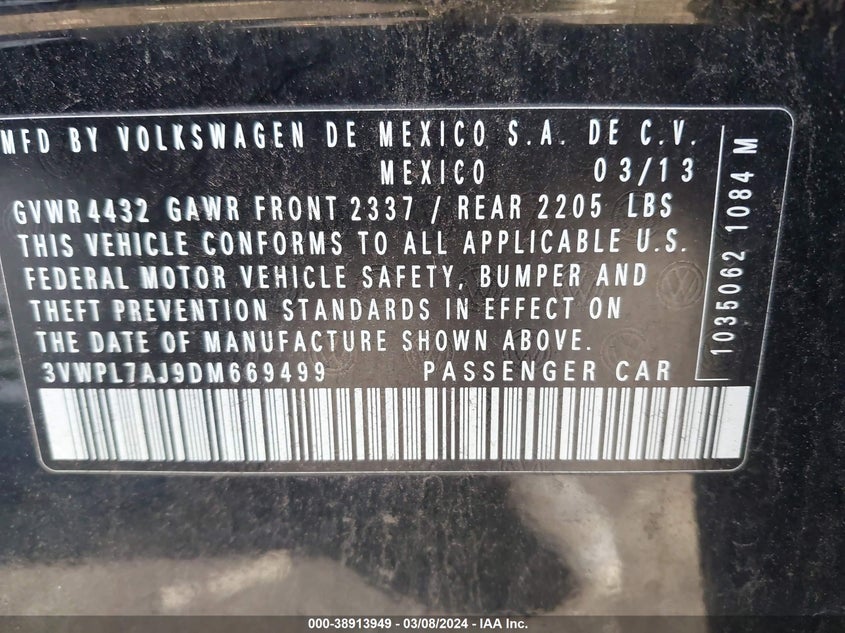 MFD BY VOLKSWAGEN DE MEXICO S.A. DE C.V.
MEXICO 03/13
GVWR4432 GAWR FRONT 2337 / REAR 2205 LBS
THIS VEHICLE CONFORMS TO ALL APPLICABLE U.S.
FEDERAL MOTOR VEHICLE SAFETY, BUMPER AND
THEFT PREVENTION STANDARDS IN EFFECT ON
THE DATE OF MANUFACTURE SHOWN ABOVE.
3VWPL7AJ9DM669499 PASSENGER CAR
1035062 1084 M
000-38913949 - 03/08/2024 - IAA Inc.